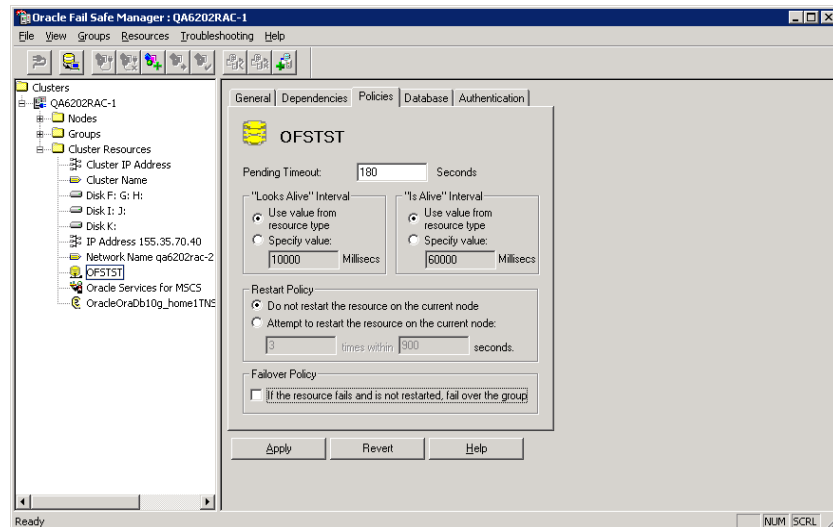 Oracle Fail Safe Manager : QA6202RAC-1
File View Groups Resources Troubleshooting Help
Clusters
QA6202RAC-1
Nodes
Groups
Cluster Resources
Cluster IP Address
Cluster Name
Disk F: G: H:
Disk I: J:
Disk K:
IP Address 155.35.70.40
Network Name qa6202rac-2
OFSTST
Oracle Services for MSCS
OracleOraDb10g_home1TNS
General Dependencies Policies Database Authentication
OFSTST
Pending Timeout: 180 Seconds
"Looks Alive" Interval
Use value from
resource type
Specify value:
10000 Millisecs
"Is Alive" Interval
Use value from
resource type
Specify value:
60000 Millisecs
Restart Policy
Do not restart the resource on the current node
Attempt to restart the resource on the current node:
3 times within 900 seconds.
Failover Policy
If the resource fails and is not restarted, fail over the group
Apply Revert Help
Ready NUM SCRL